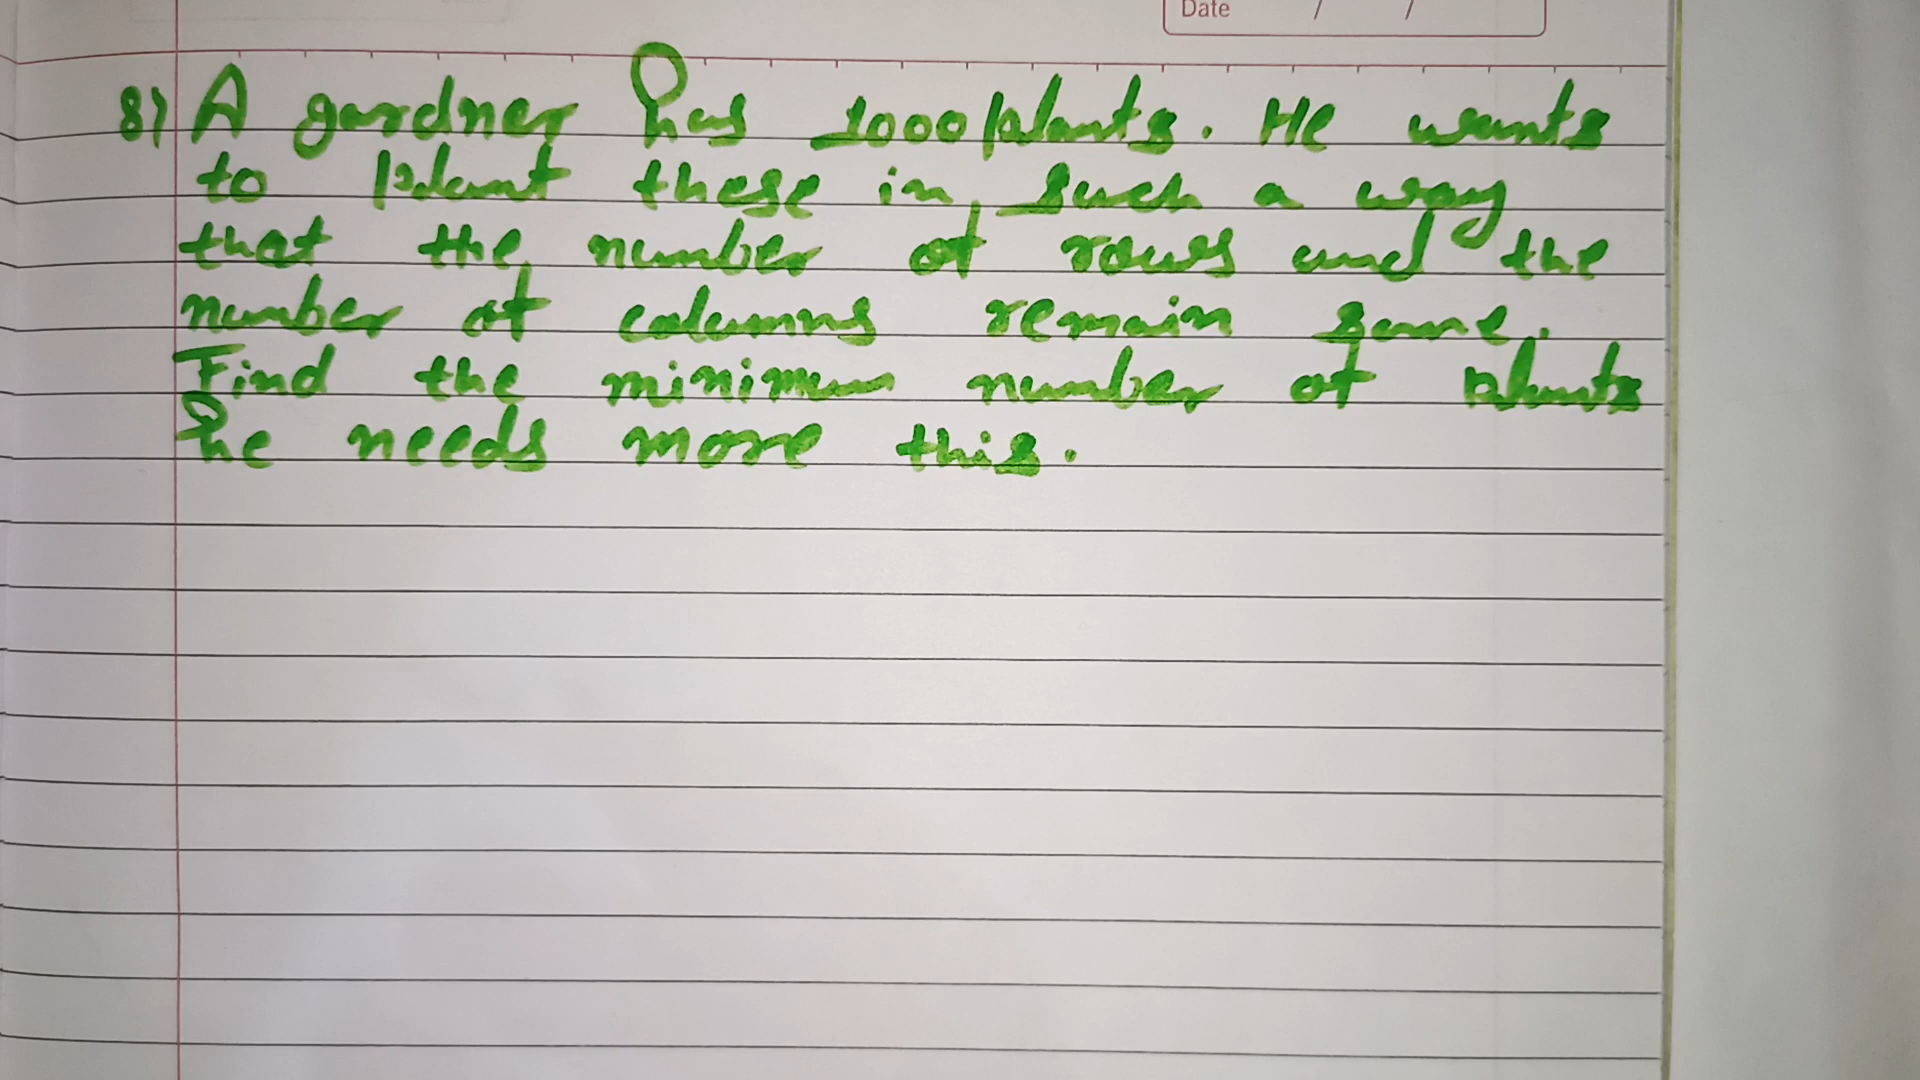 Date / /
8) A gardner has 1000 plants. He wants
to plant these in such a way
that the number of rows and the
number of columns remain same.
Find the minimum number of plants
he needs more this.